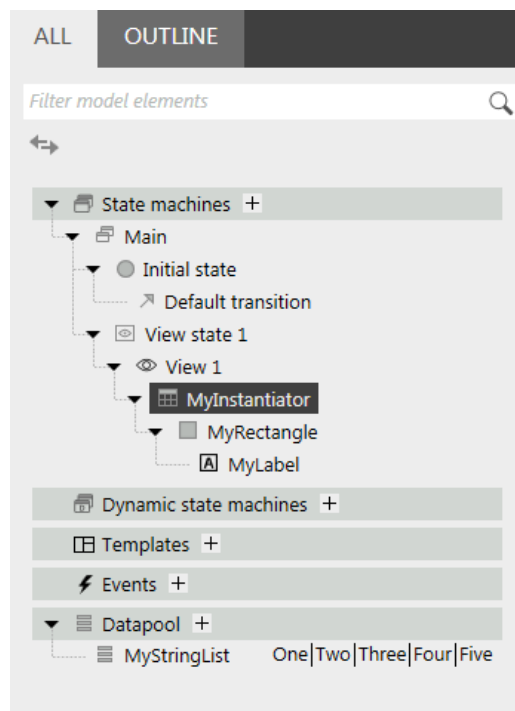 ALL OUTLINE
Filter model elements
State machines +
Main
Initial state
Default transition
View state 1
View 1
MyInstantiator
MyRectangle
A MyLabel
Dynamic state machines +
Templates +
Events +
Datapool +
MyStringList One|Two|Three|Four|Five